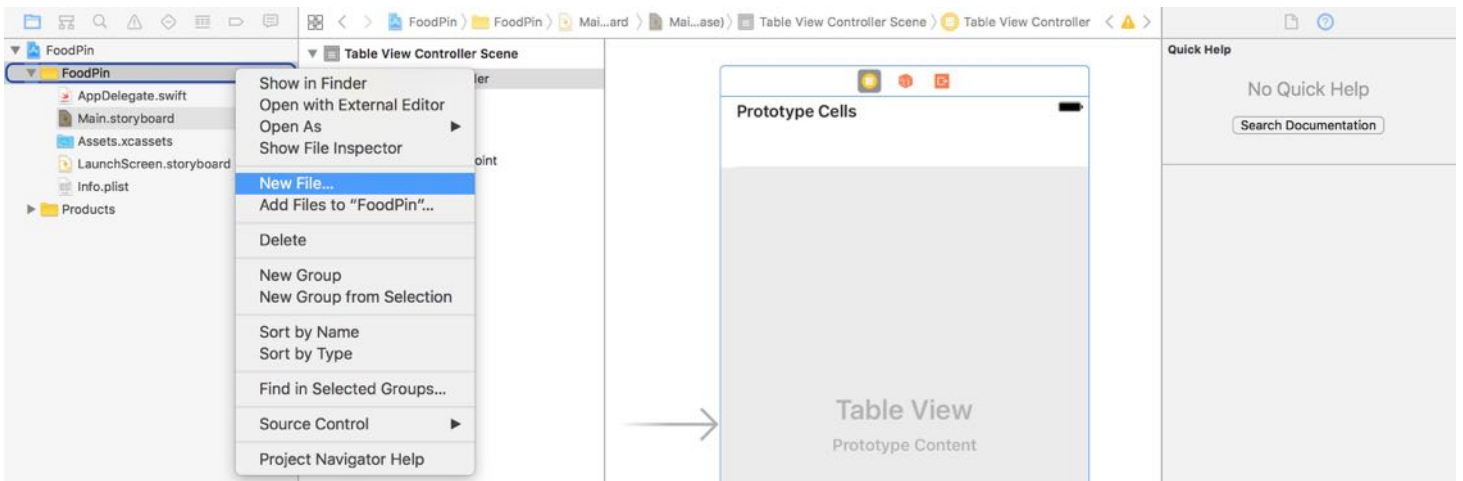 FoodPin 〉 FoodPin 〉 Mai...ard 〉 Mai...ase) 〉 Table View Controller Scene 〉 Table View Controller
FoodPin
FoodPin
AppDelegate.swift
Main.storyboard
Assets.xcassets
LaunchScreen.storyboard
Info.plist
Products
Table View Controller Scene
ler
oint
Show in Finder
Open with External Editor
Open As
Show File Inspector
New File...
Add Files to “FoodPin”...
Delete
New Group
New Group from Selection
Sort by Name
Sort by Type
Find in Selected Groups...
Source Control
Project Navigator Help
Prototype Cells
Table View
Prototype Content
Quick Help
No Quick Help
Search Documentation